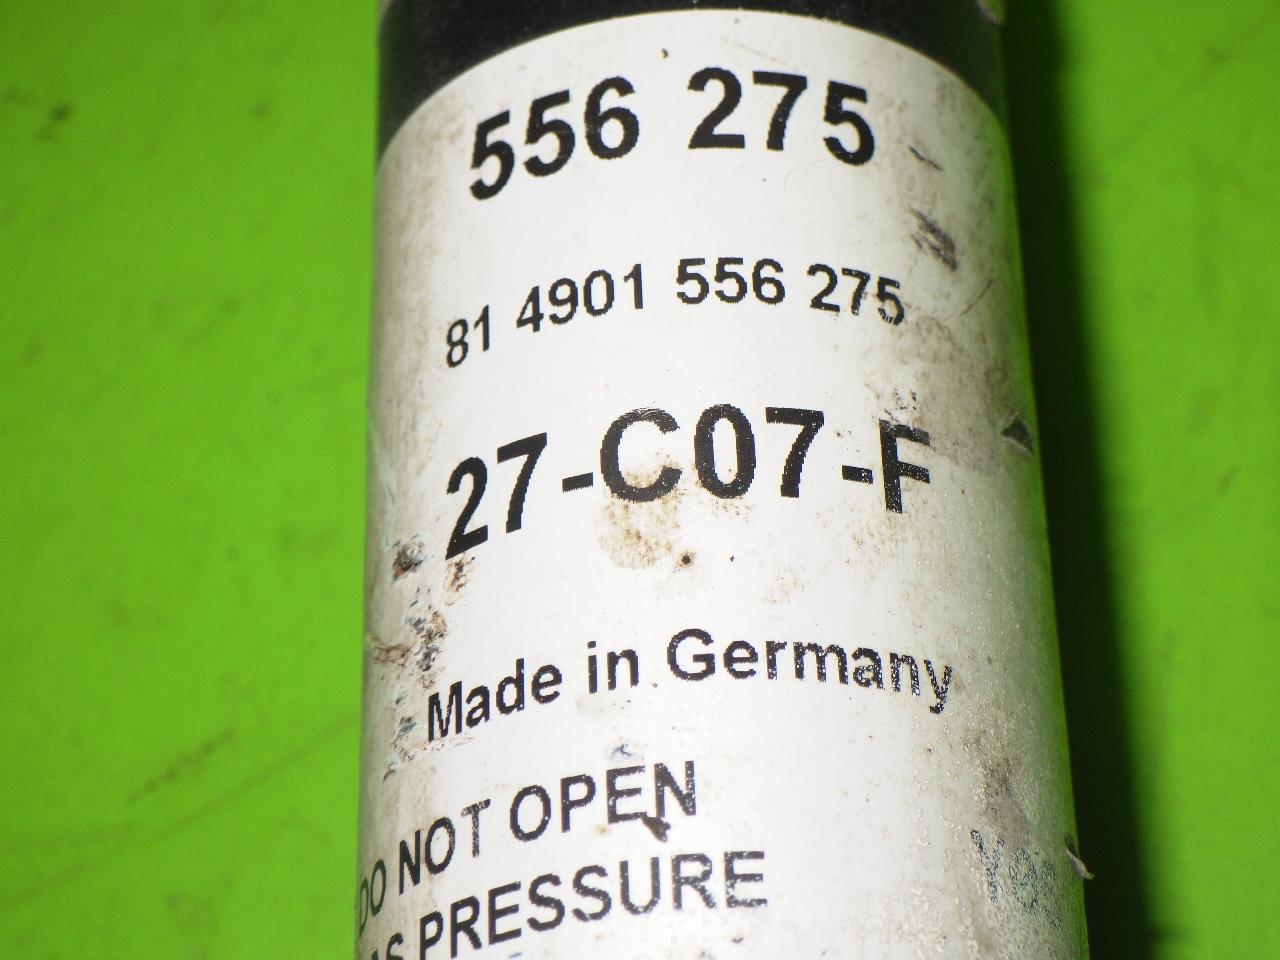 556 275
81 4901 556 275
27-C07-F
Made in Germany
DO NOT OPEN
PRESSURE